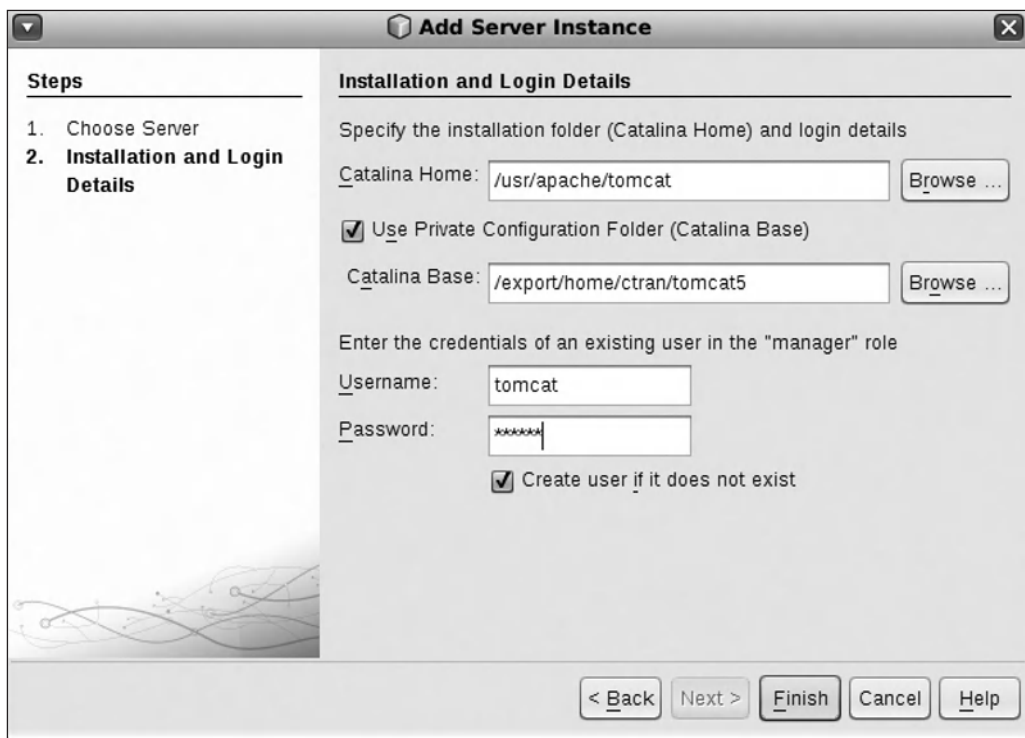 Add Server Instance
Steps
1. Choose Server
2. Installation and Login
Details
Installation and Login Details
Specify the installation folder (Catalina Home) and login details
Catalina Home: /usr/apache/tomcat Browse ...
Use Private Configuration Folder (Catalina Base)
Catalina Base: /export/home/ctran/tomcat5 Browse ...
Enter the credentials of an existing user in the "manager" role
Username: tomcat
Password: ******
Create user if it does not exist
< Back Next > Finish Cancel Help